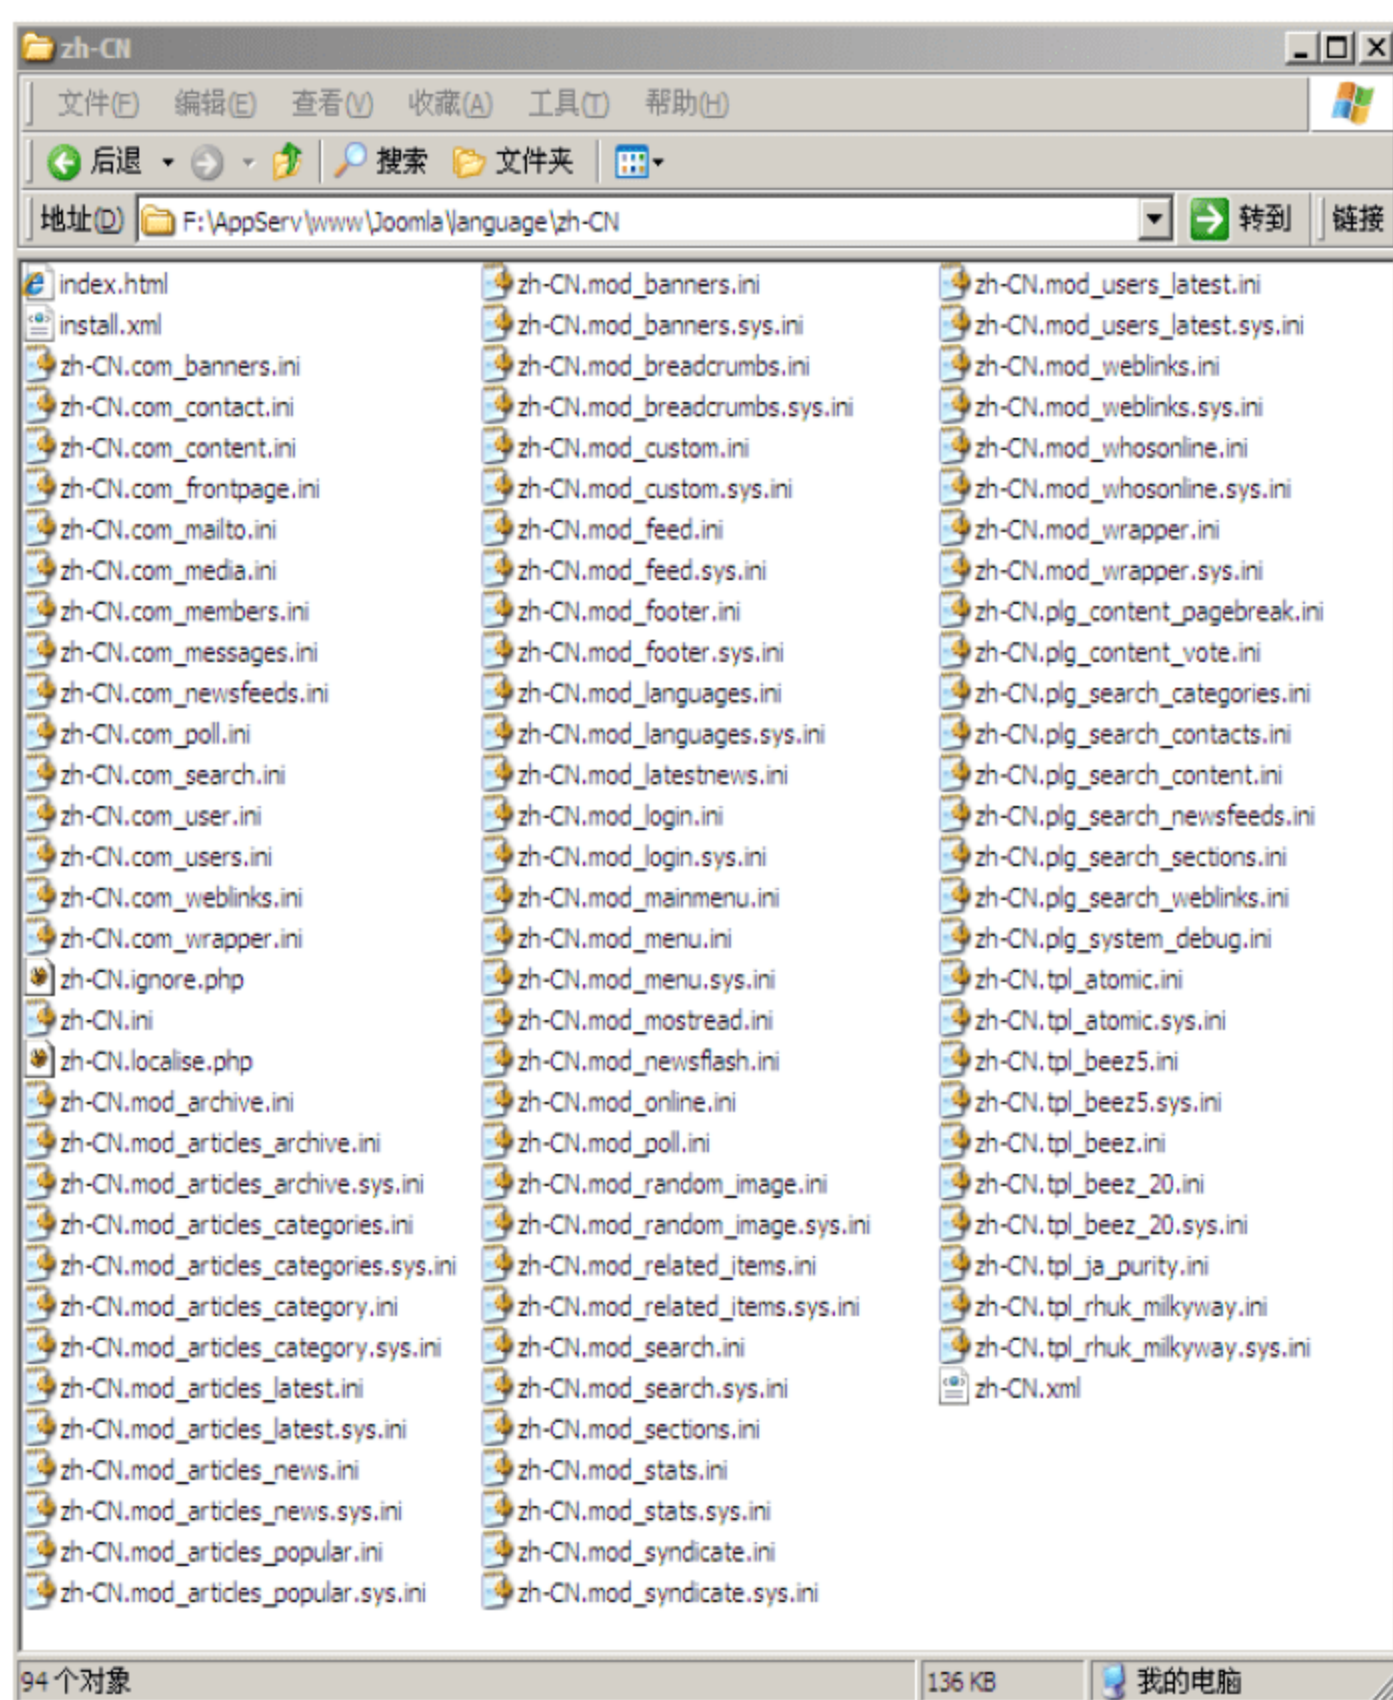 zh-CN
文件(F) 编辑(E) 查看(V) 收藏(A) 工具(T) 帮助(H)
后退 搜索 文件夹
地址(D) F:\AppServ\www\Joomla\language\zh-CN 转到 链接
index.html
install.xml
zh-CN.com_banners.ini
zh-CN.com_contact.ini
zh-CN.com_content.ini
zh-CN.com_frontpage.ini
zh-CN.com_mailto.ini
zh-CN.com_media.ini
zh-CN.com_members.ini
zh-CN.com_messages.ini
zh-CN.com_newsfeeds.ini
zh-CN.com_poll.ini
zh-CN.com_search.ini
zh-CN.com_user.ini
zh-CN.com_users.ini
zh-CN.com_weblinks.ini
zh-CN.com_wrapper.ini
zh-CN.ignore.php
zh-CN.ini
zh-CN.localise.php
zh-CN.mod_archive.ini
zh-CN.mod_articles_archive.ini
zh-CN.mod_articles_archive.sys.ini
zh-CN.mod_articles_categories.ini
zh-CN.mod_articles_categories.sys.ini
zh-CN.mod_articles_category.ini
zh-CN.mod_articles_category.sys.ini
zh-CN.mod_articles_latest.ini
zh-CN.mod_articles_latest.sys.ini
zh-CN.mod_articles_news.ini
zh-CN.mod_articles_news.sys.ini
zh-CN.mod_articles_popular.ini
zh-CN.mod_articles_popular.sys.ini
zh-CN.mod_banners.ini
zh-CN.mod_banners.sys.ini
zh-CN.mod_breadcrumbs.ini
zh-CN.mod_breadcrumbs.sys.ini
zh-CN.mod_custom.ini
zh-CN.mod_custom.sys.ini
zh-CN.mod_feed.ini
zh-CN.mod_feed.sys.ini
zh-CN.mod_footer.ini
zh-CN.mod_footer.sys.ini
zh-CN.mod_languages.ini
zh-CN.mod_languages.sys.ini
zh-CN.mod_latestnews.ini
zh-CN.mod_login.ini
zh-CN.mod_login.sys.ini
zh-CN.mod_mainmenu.ini
zh-CN.mod_menu.ini
zh-CN.mod_menu.sys.ini
zh-CN.mod_mostread.ini
zh-CN.mod_newsflash.ini
zh-CN.mod_online.ini
zh-CN.mod_poll.ini
zh-CN.mod_random_image.ini
zh-CN.mod_random_image.sys.ini
zh-CN.mod_related_items.ini
zh-CN.mod_related_items.sys.ini
zh-CN.mod_search.ini
zh-CN.mod_search.sys.ini
zh-CN.mod_sections.ini
zh-CN.mod_stats.ini
zh-CN.mod_stats.sys.ini
zh-CN.mod_syndicate.ini
zh-CN.mod_syndicate.sys.ini
zh-CN.mod_users_latest.ini
zh-CN.mod_users_latest.sys.ini
zh-CN.mod_weblinks.ini
zh-CN.mod_weblinks.sys.ini
zh-CN.mod_whosonline.ini
zh-CN.mod_whosonline.sys.ini
zh-CN.mod_wrapper.ini
zh-CN.mod_wrapper.sys.ini
zh-CN.plg_content_pagebreak.ini
zh-CN.plg_content_vote.ini
zh-CN.plg_search_categories.ini
zh-CN.plg_search_contacts.ini
zh-CN.plg_search_content.ini
zh-CN.plg_search_newsfeeds.ini
zh-CN.plg_search_sections.ini
zh-CN.plg_search_weblinks.ini
zh-CN.plg_system_debug.ini
zh-CN.tpl_atomic.ini
zh-CN.tpl_atomic.sys.ini
zh-CN.tpl_beez5.ini
zh-CN.tpl_beez5.sys.ini
zh-CN.tpl_beez.ini
zh-CN.tpl_beez_20.ini
zh-CN.tpl_beez_20.sys.ini
zh-CN.tpl_ja_purity.ini
zh-CN.tpl_rhuk_milkyway.ini
zh-CN.tpl_rhuk_milkyway.sys.ini
zh-CN.xml
94 个对象 136 KB 我的电脑